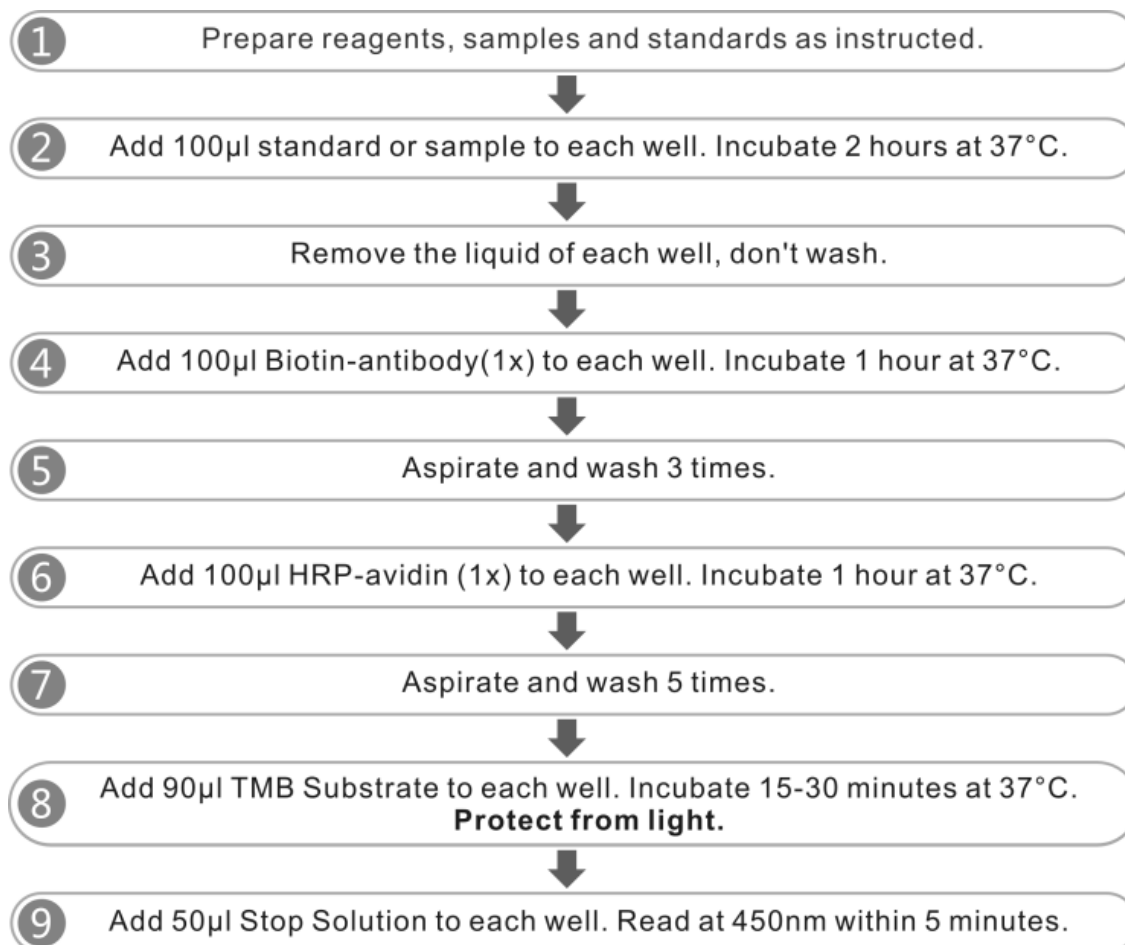 1 Prepare reagents, samples and standards as instructed.
2 Add 100µl standard or sample to each well. Incubate 2 hours at 37°C.
3 Remove the liquid of each well, don't wash.
4 Add 100µl Biotin-antibody(1x) to each well. Incubate 1 hour at 37°C.
5 Aspirate and wash 3 times.
6 Add 100µl HRP-avidin (1x) to each well. Incubate 1 hour at 37°C.
7 Aspirate and wash 5 times.
8 Add 90µl TMB Substrate to each well. Incubate 15-30 minutes at 37°C.
Protect from light.
9 Add 50µl Stop Solution to each well. Read at 450nm within 5 minutes.